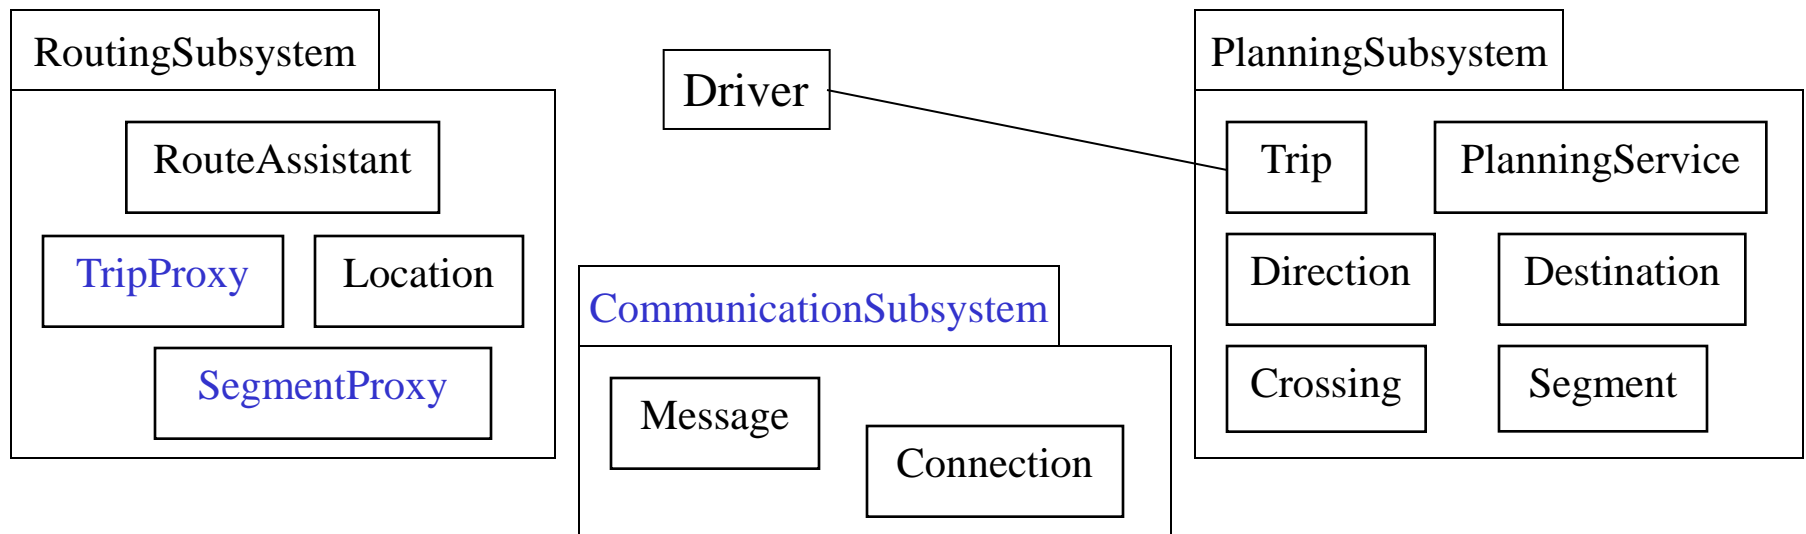 RoutingSubsystem
RouteAssistant
TripProxy
Location
SegmentProxy
Driver
CommunicationSubsystem
Message
Connection
PlanningSubsystem
Trip
PlanningService
Direction
Destination
Crossing
Segment